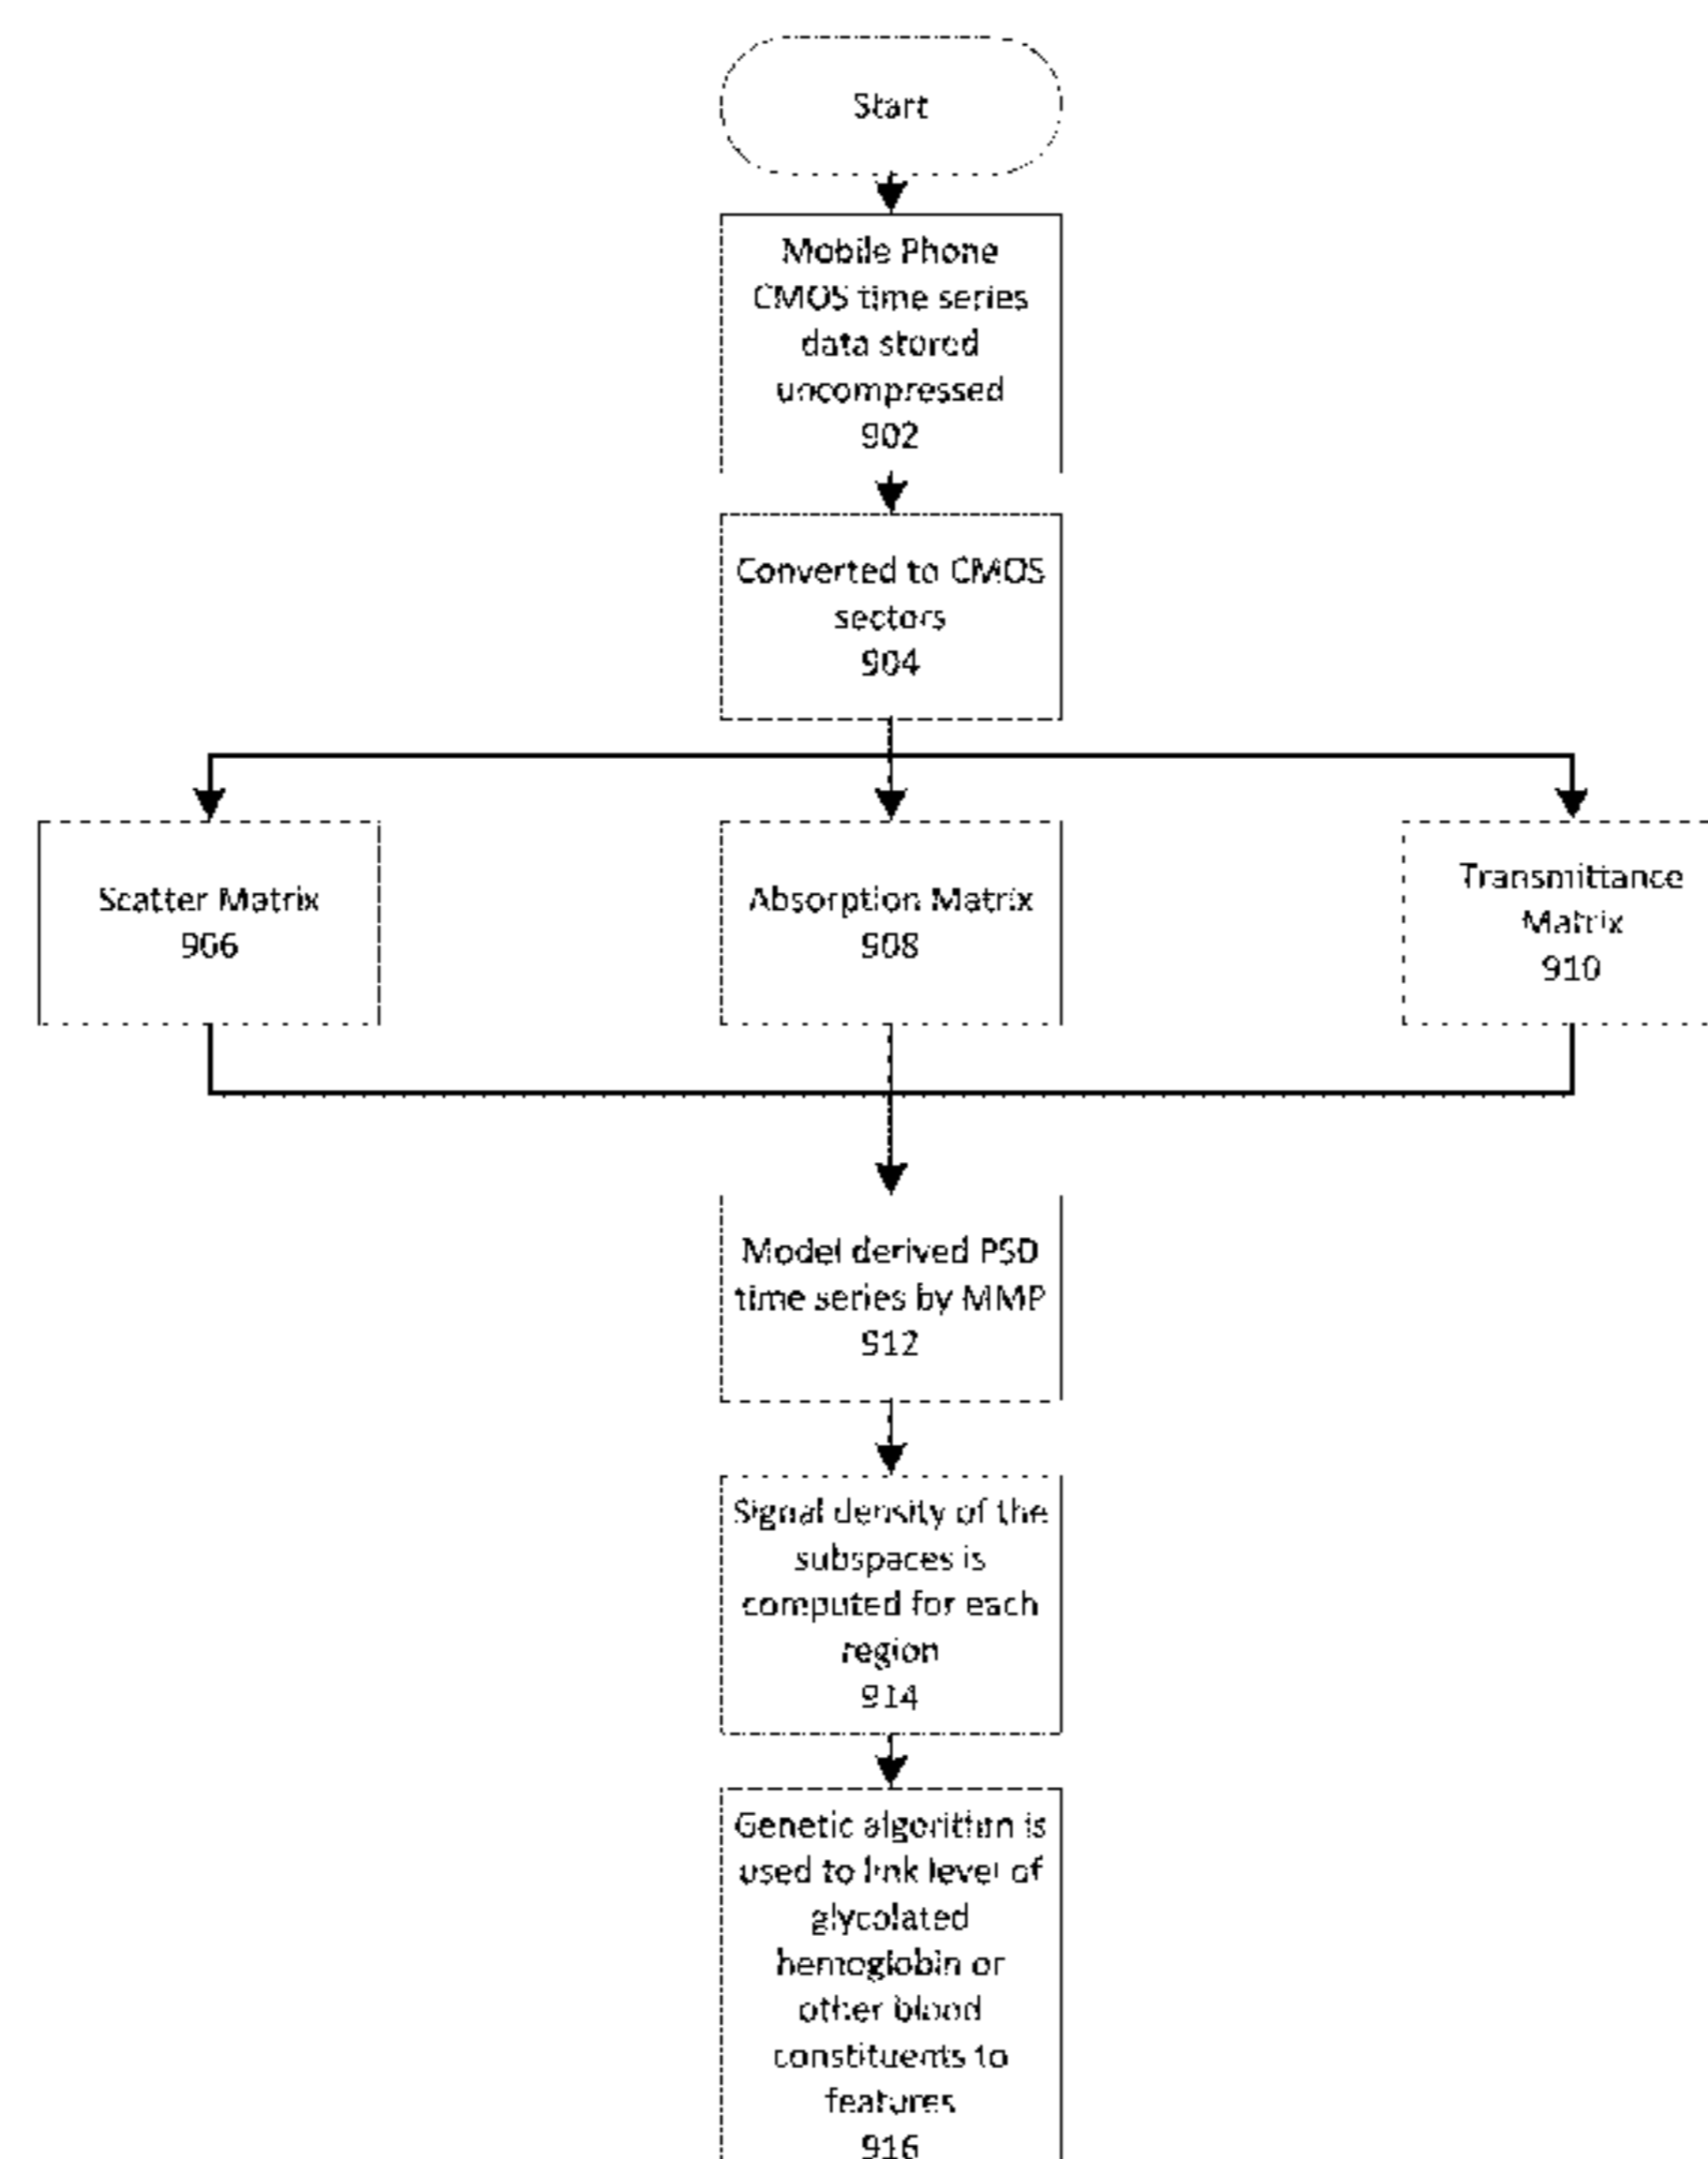 Start
Mobile Phone
CMOS time series
data stored
uncompressed
902
Converted to CMOS
sectors
904
Scatter Matrix
906
Absorption Matrix
908
Transmittance
Matrix
910
Model derived PSD
time series by MMP
912
Signal density of the
subspaces is
computed for each
region
914
Genetic algorithm is
used to link level of
glycolated
hemoglobin or
other blood
constituents to
features
916